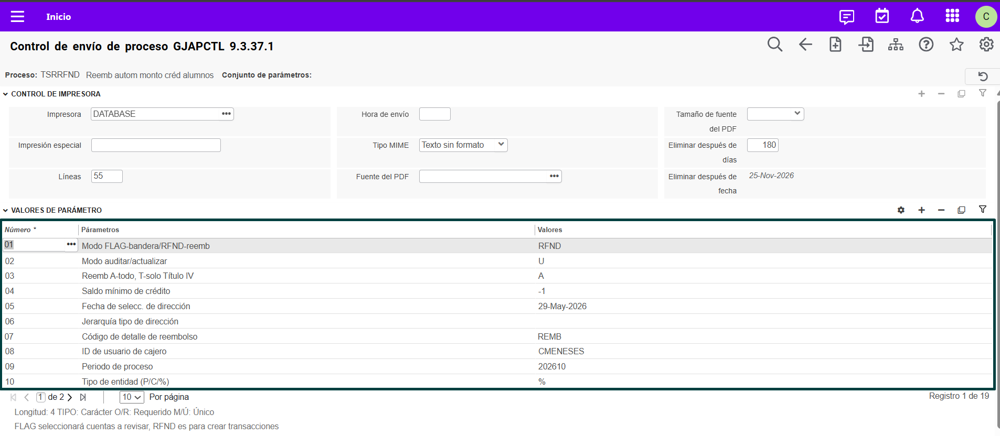 Inicio
C
Control de envío de proceso GJAPCTL 9.3.37.1
Proceso: TSRRFND Reemb autom monto créd alumnos Conjunto de parámetros:
CONTROL DE IMPRESORA
Impresora DATABASE Hora de envío Tamaño de fuente del PDF
Impresión especial Tipo MIME Texto sin formato Eliminar después de días 180
Líneas 55 Fuente del PDF Eliminar después de fecha 25-Nov-2026
VALORES DE PARÁMETRO
Número * Párametros Valores
01 Modo FLAG-bandera/RFND-reemb RFND
02 Modo auditar/actualizar U
03 Reemb A-todo, T-solo Título IV A
04 Saldo mínimo de crédito -1
05 Fecha de selecc. de dirección 29-May-2026
06 Jerarquía tipo de dirección
07 Código de detalle de reembolso REMB
08 ID de usuario de cajero CMENESES
09 Periodo de proceso 202610
10 Tipo de entidad (P/C/%) %
1 de 2 10 Por página Registro 1 de 19
Longitud: 4 TIPO: Carácter O/R: Requerido M/Ú: Único
FLAG seleccionará cuentas a revisar, RFND es para crear transacciones